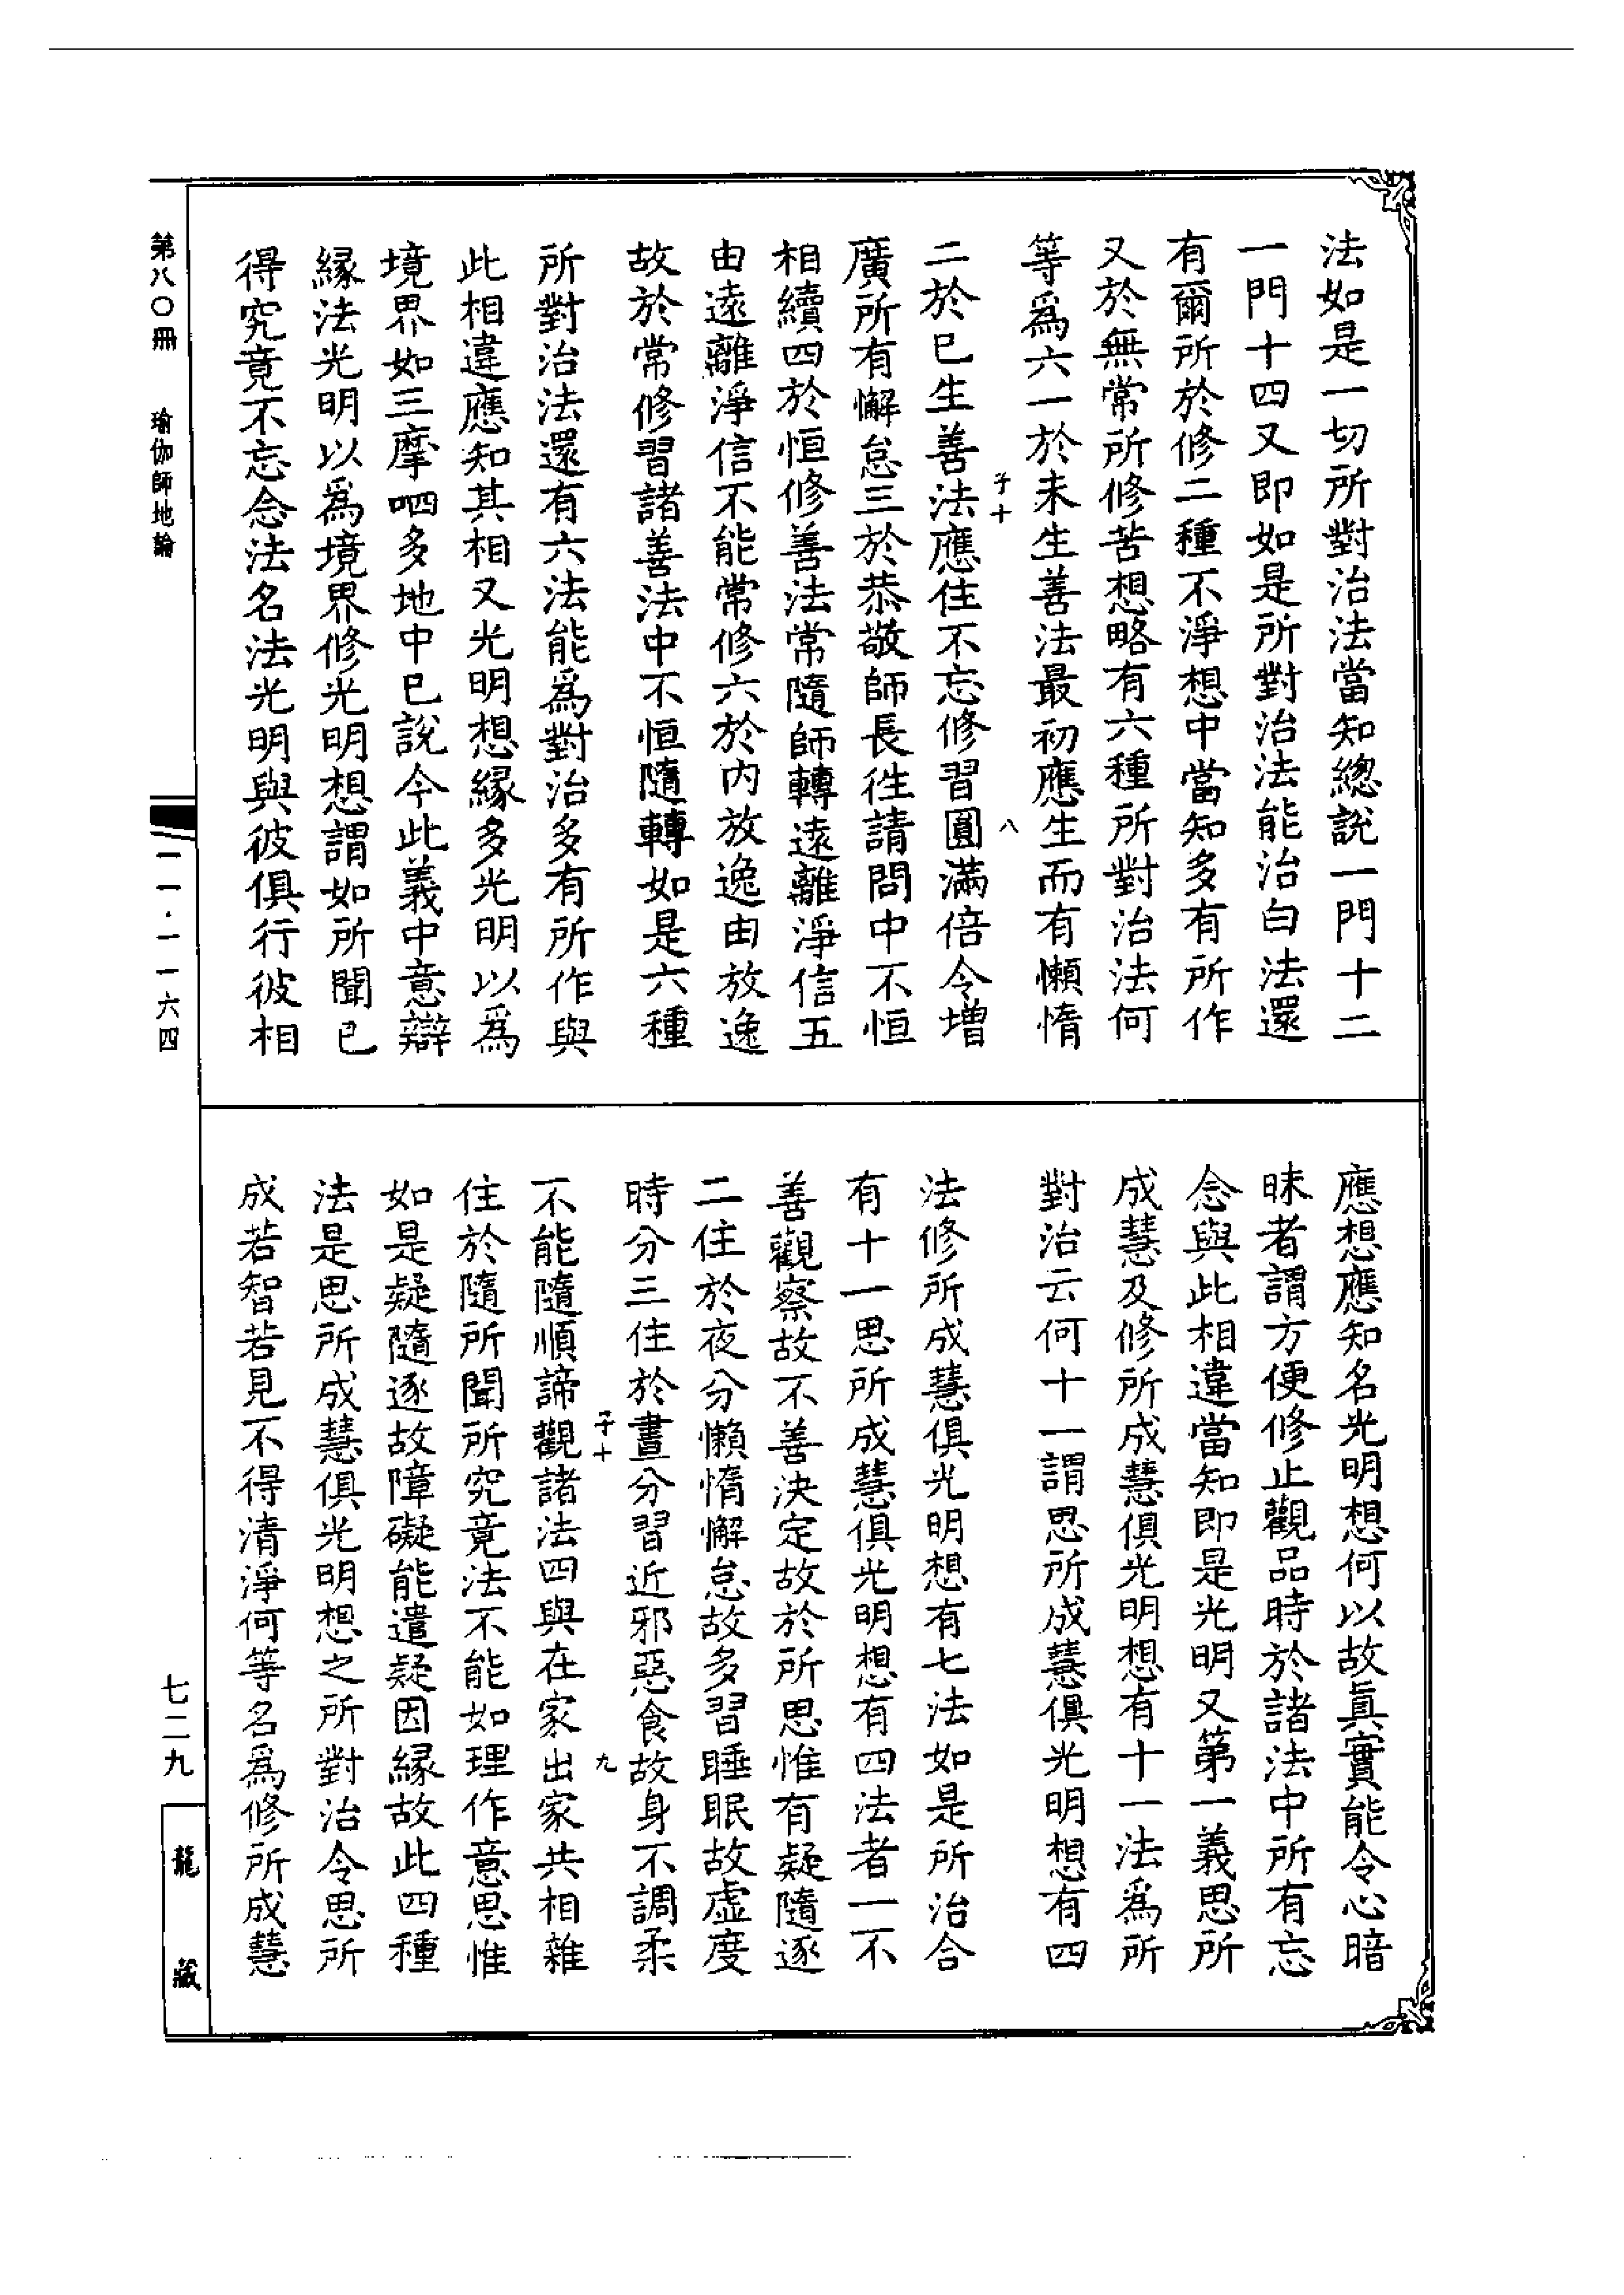 法如是一切所對治法當知總說一門十二
一門十四又即如是所對治法能治白法還
有爾所於修二種不淨想中當知多有所作
又於無常所修苦想略有六種所對治法何
等爲六一於未生善法最初應生而有懶惰
子十 八
二於已生善法應住不忘修習圓滿倍令增
廣所有懈怠三於恭敬師長徃請問中不恒
相續四於恒修善法常隨師轉遠離淨信五
由遠離淨信不能常修六於內放逸由放逸
故於常修習諸善法中不恒隨轉如是六種
所對治法還有六法能爲對治多有所作與
此相違應知其相又光明想緣多光明以爲
境界如三摩呬多地中已說今此義中意辯
緣法光明以爲境界修光明想謂如所聞已
得究竟不忘念法名法光明與彼俱行彼相
應想應知名光明想何以故眞實能令心暗
昧者謂方便修止觀品時於諸法中所有忘
念與此相違當知即是光明又第一義思所
成慧及修所成慧俱光明想有十一法爲所
對治云何十一謂思所成慧俱光明想有四
法修所成慧俱光明想有七法如是所治合
有十一思所成慧俱光明想有四法者一不
善觀察故不善決定故於所思惟有疑隨逐
二住於夜分懶惰懈怠故多習睡眠故虛度
時分三住於晝分習近邪惡食故身不調柔
子十 九
不能隨順諦觀諸法四與在家出家共相雜
住於隨所聞所究竟法不能如理作意思惟
如是疑隨逐故障礙能遣疑因緣故此四種
法是思所成慧俱光明想之所對治令思所
成若智若見不得清淨何等名爲修所成慧
第八〇冊 瑜伽師地論
一一·一一六四
七二九
龍藏